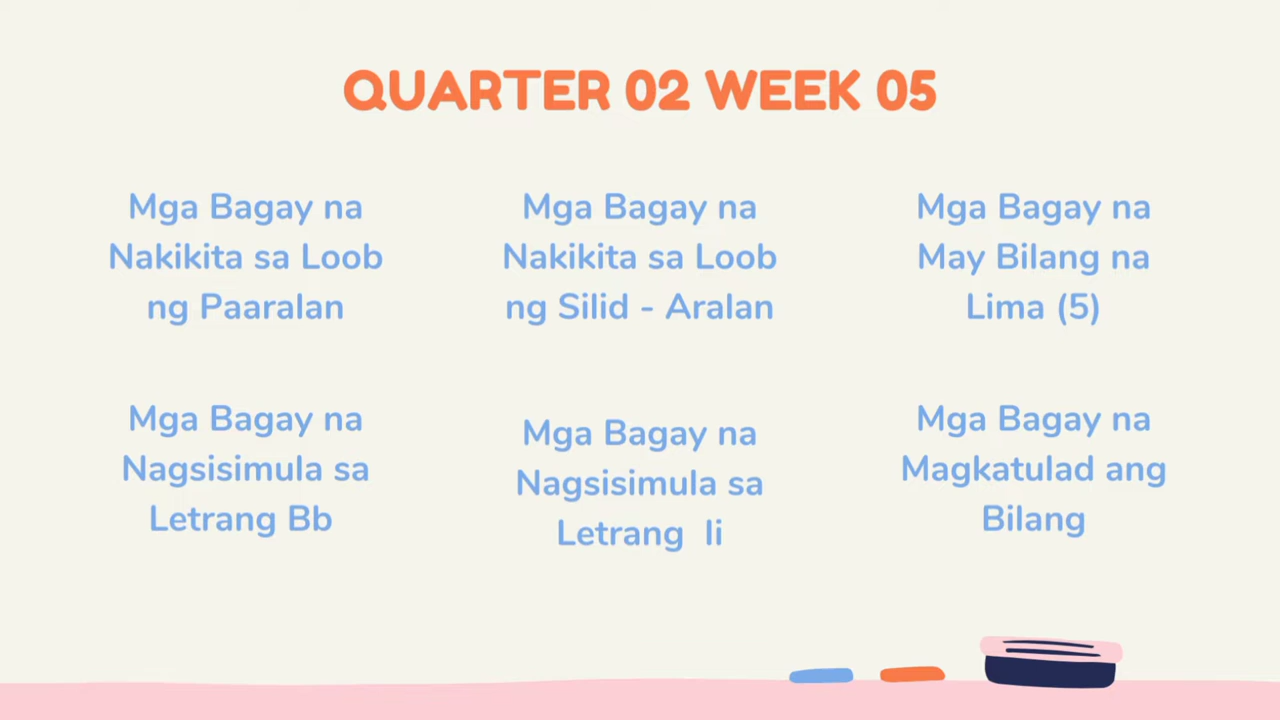 QUARTER 02 WEEK 05
Mga Bagay na
Nakikita sa Loob
ng Paaralan
Mga Bagay na
Nakikita sa Loob
ng Silid - Aralan
Mga Bagay na
May Bilang na
Lima (5)
Mga Bagay na
Nagsisimula sa
Letrang Bb
Mga Bagay na
Nagsisimula sa
Letrang Ii
Mga Bagay na
Magkatulad ang
Bilang